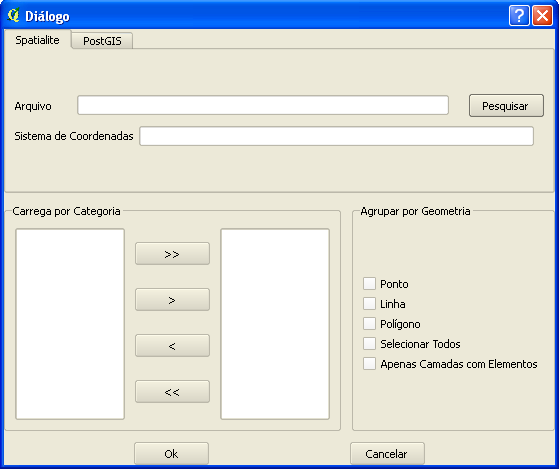 Diálogo
Spatialite
PostGIS
Arquivo
Pesquisar
Sistema de Coordenadas
Carrega por Categoria
>>
>
<
<<
Agrupar por Geometria
Ponto
Linha
Polígono
Selecionar Todos
Apenas Camadas com Elementos
Ok
Cancelar